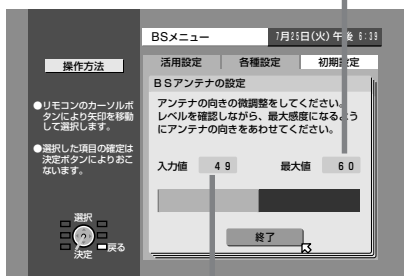 BSメニュー
7月25日(火)午後 8:39
操作方法
活用設定 各種設定 初期設定
BSアンテナの設定
●リモコンのカーソルボ
タンにより矢印を移動
して選択します。
●選択した項目の確定は
決定ボタンによりおこ
ないます。
アンテナの向きの微調整をしてください。
レベルを確認しながら、最大感度になるよう
にアンテナの向きをあわせてください。
入力値 49 最大値 60
終了
選択
戻る
決定